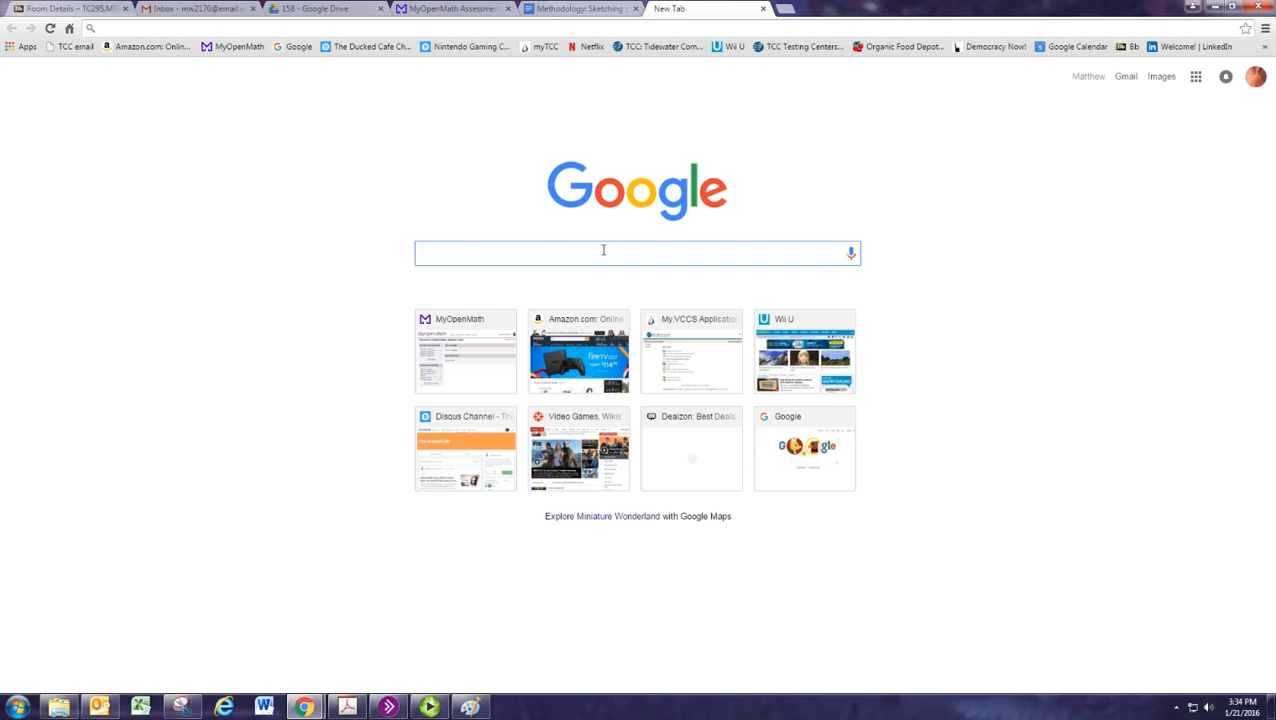 Room Details – TC295.MT
Inbox - mw2170@email.v
158 - Google Drive
MyOpenMath Assessmen
Methodology: Sketching
New Tab
Apps
TCC email
Amazon.com: Onlin...
MyOpenMath
Google
The Ducked Cafe Ch...
Nintendo Gaming C...
myTCC
Netflix
TCC: Tidewater Com...
Wii U
TCC Testing Centers...
Organic Food Depot...
Democracy Now!
Google Calendar
Bb
Welcome! | LinkedIn
»
Matthew Gmail Images
Google
MyOpenMath
Amazon.com: Online
My.VCCS Application
Wii U
fireTV
Disqus Channel - The
Video Games, Wikis,
Dealzon: Best Deals
Google
Explore Miniature Wonderland with Google Maps
3:34 PM
1/21/2016